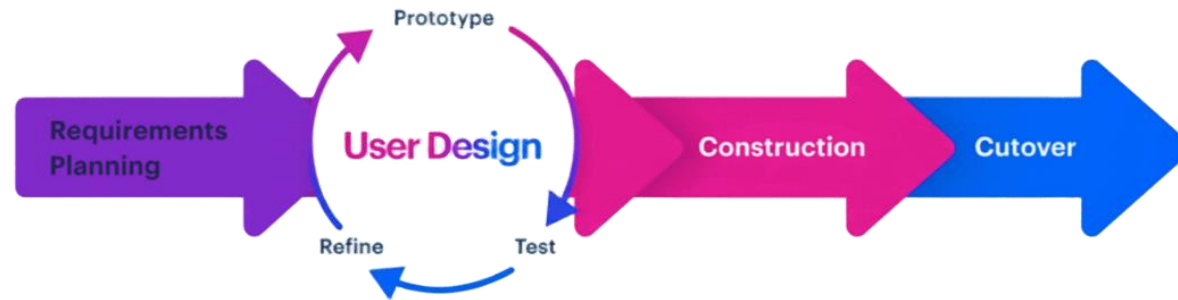 Prototype
Requirements
Planning
User Design
Construction
Cutover
Refine
Test